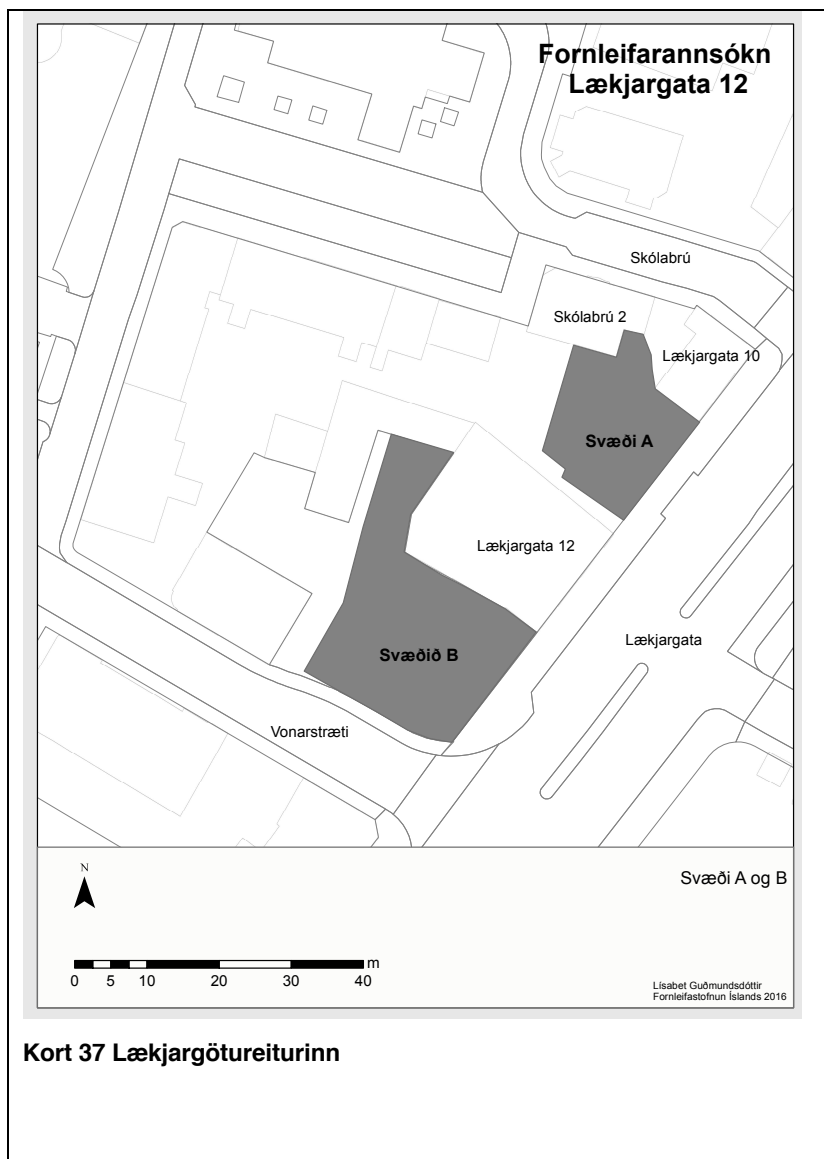 Fornleifarannsókn
Lækjargata 12
Skólabrú
Skólabrú 2
Lækjargata 10
Svæði A
Lækjargata 12
Lækjargata
Svæðið B
Vonarstræti
N
Svæði A og B
m
0 5 10 20 30 40
Lísabet Guðmundsdóttir
Fornleifastofnun Íslands 2016
Kort 37 Lækjargötureiturinn